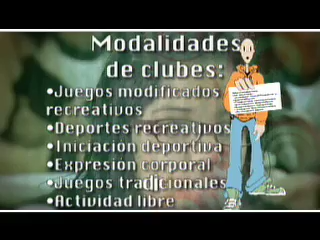 Modalidades
de clubes:
•Juegos modificados
recreativos
•Deportes recreativos
•Iniciación deportiva
•Expresión corporal
•Juegos tradicionales
•Actividad libre